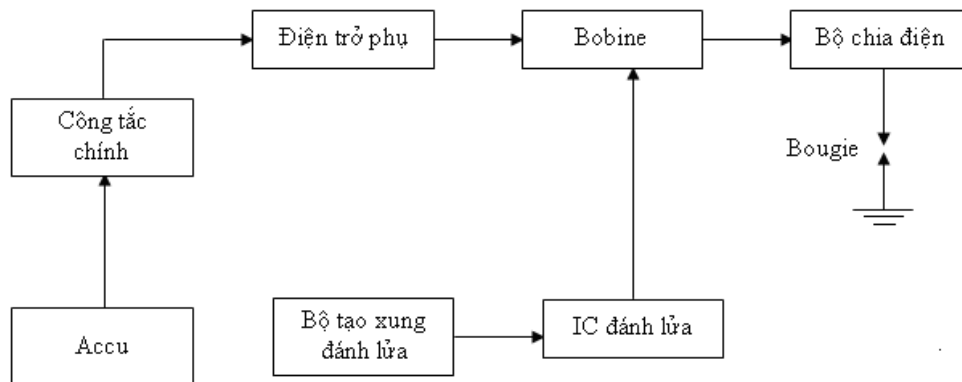 Điện trở phụ
Bobine
Bộ chia điện
Công tắc
chính
Bougie
Accu
Bộ tạo xung
đánh lửa
IC đánh lửa